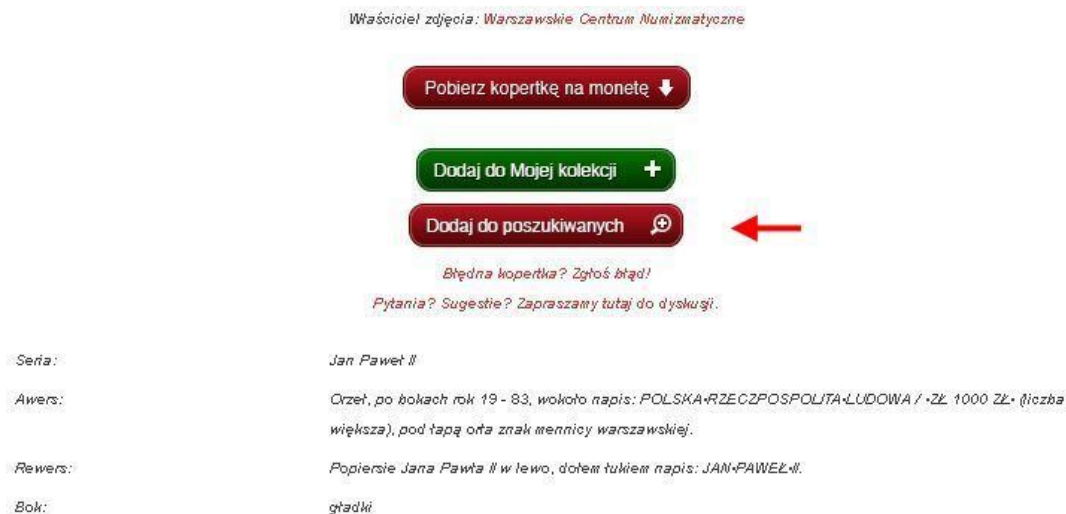 Właściciel zdjęcia: Warszawskie Centrum Numizmatyczne
Pobierz kopertkę na monetę
Dodaj do Mojej kolekcji
Dodaj do poszukiwanych
Błędna kopertka? Zgłoś błąd!
Pytania? Sugestie? Zapraszamy tutaj do dyskusji.
Seria: Jan Paweł II
Awers: Orzeł, po bokach rok 19 - 83, wokoło napis: POLSKA•RZECZPOSPOLITA•LUDOWA / •ZŁ 1000 ZŁ• (liczba
większa), pod łapą orła znak mennicy warszawskiej.
Rewers: Popiersie Jana Pawła II w lewo, dołem łukiem napis: JAN•PAWEŁ•II.
Bok: gładki